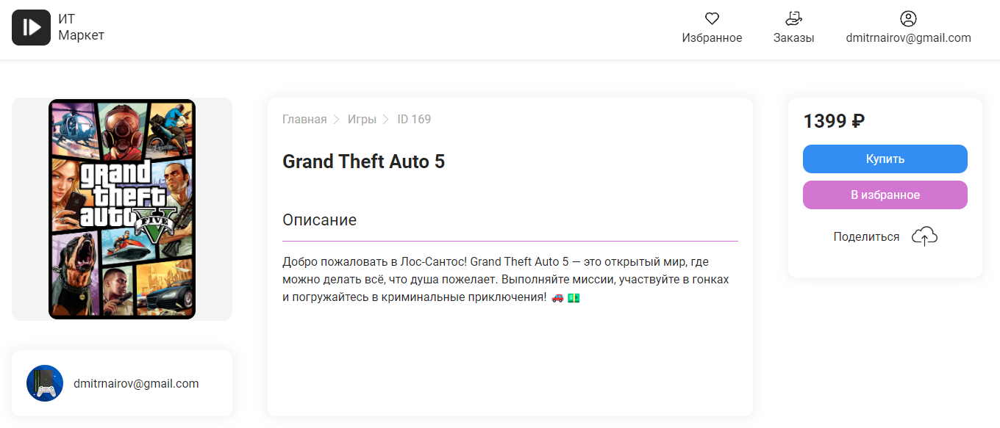 ИТ
Маркет
Избранное
Заказы
dmitrnairov@gmail.com
grand
theft
auto
FIVE
dmitrnairov@gmail.com
Главная
Игры
ID 169
Grand Theft Auto 5
Описание
Добро пожаловать в Лос-Сантос! Grand Theft Auto 5 — это открытый мир, где
можно делать всё, что душа пожелает. Выполняйте миссии, участвуйте в гонках
и погружайтесь в криминальные приключения! 🚗 💵
1399 ₽
Купить
В избранное
Поделиться